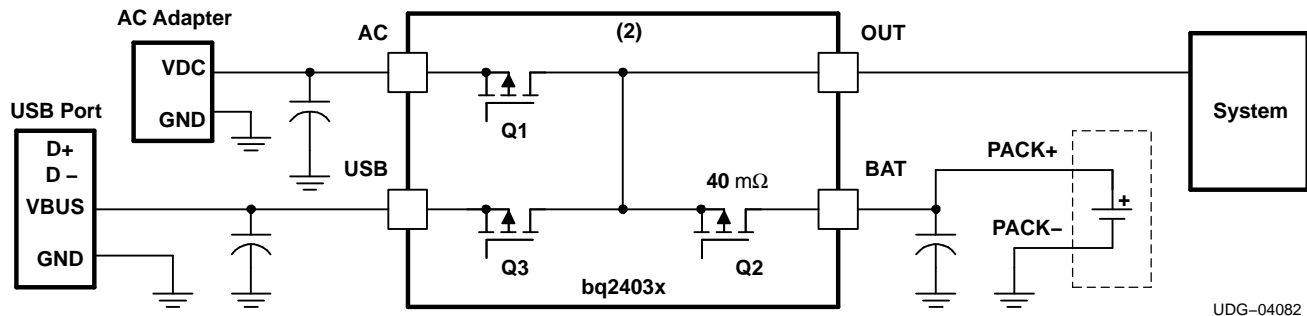 AC Adapter
VDC
GND
USB Port
D+
D –
VBUS
GND
AC
(2)
OUT
Q1
USB
40 mΩ
BAT
Q3
Q2
bq2403x
System
PACK+
+
PACK–
UDG–04082